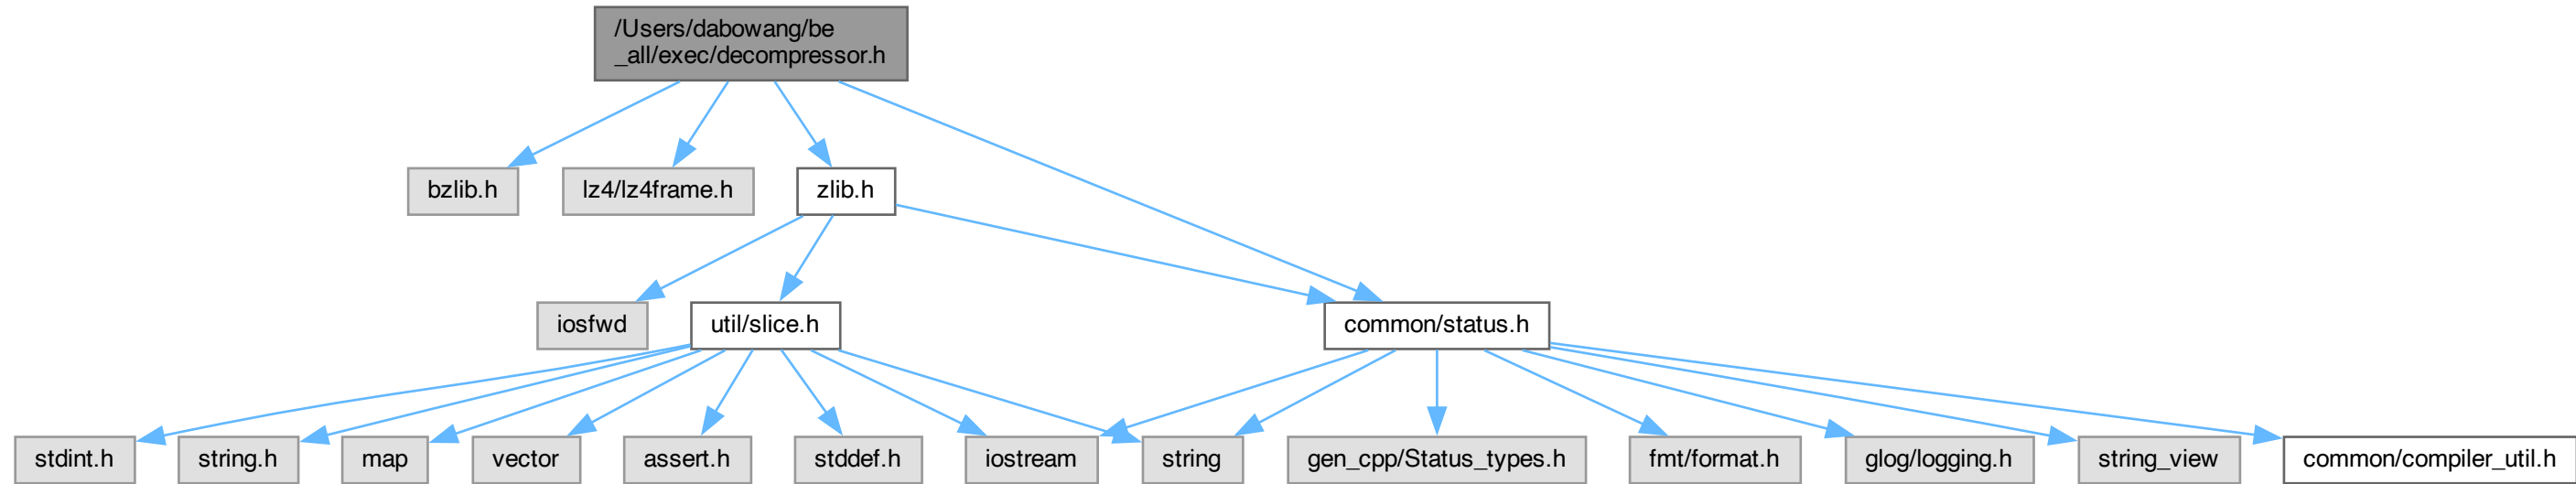 /Users/dabowang/be
_all/exec/decompressor.h
bzlib.h
lz4/lz4frame.h
zlib.h
iosfwd
util/slice.h
common/status.h
stdint.h
string.h
map
vector
assert.h
stddef.h
iostream
string
gen_cpp/Status_types.h
fmt/format.h
glog/logging.h
string_view
common/compiler_util.h